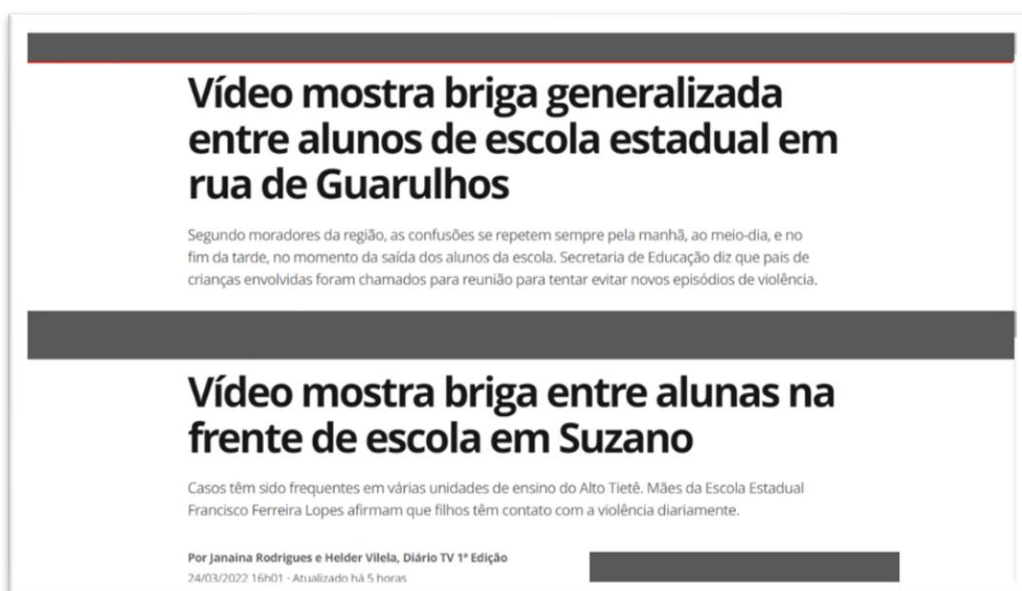 Vídeo mostra briga generalizada
entre alunos de escola estadual em
rua de Guarulhos
Segundo moradores da região, as confusões se repetem sempre pela manhã, ao meio-dia, e no
fim da tarde, no momento da saída dos alunos da escola. Secretaria de Educação diz que pais de
crianças envolvidas foram chamados para reunião para tentar evitar novos episódios de violência.
Vídeo mostra briga entre alunas na
frente de escola em Suzano
Casos têm sido frequentes em várias unidades de ensino do Alto Tietê. Mães da Escola Estadual
Francisco Ferreira Lopes afirmam que filhos têm contato com a violência diariamente.
Por Janaina Rodrigues e Helder Vilela, Diário TV 1ª Edição
24/03/2022 16h01 · Atualizado há 5 horas